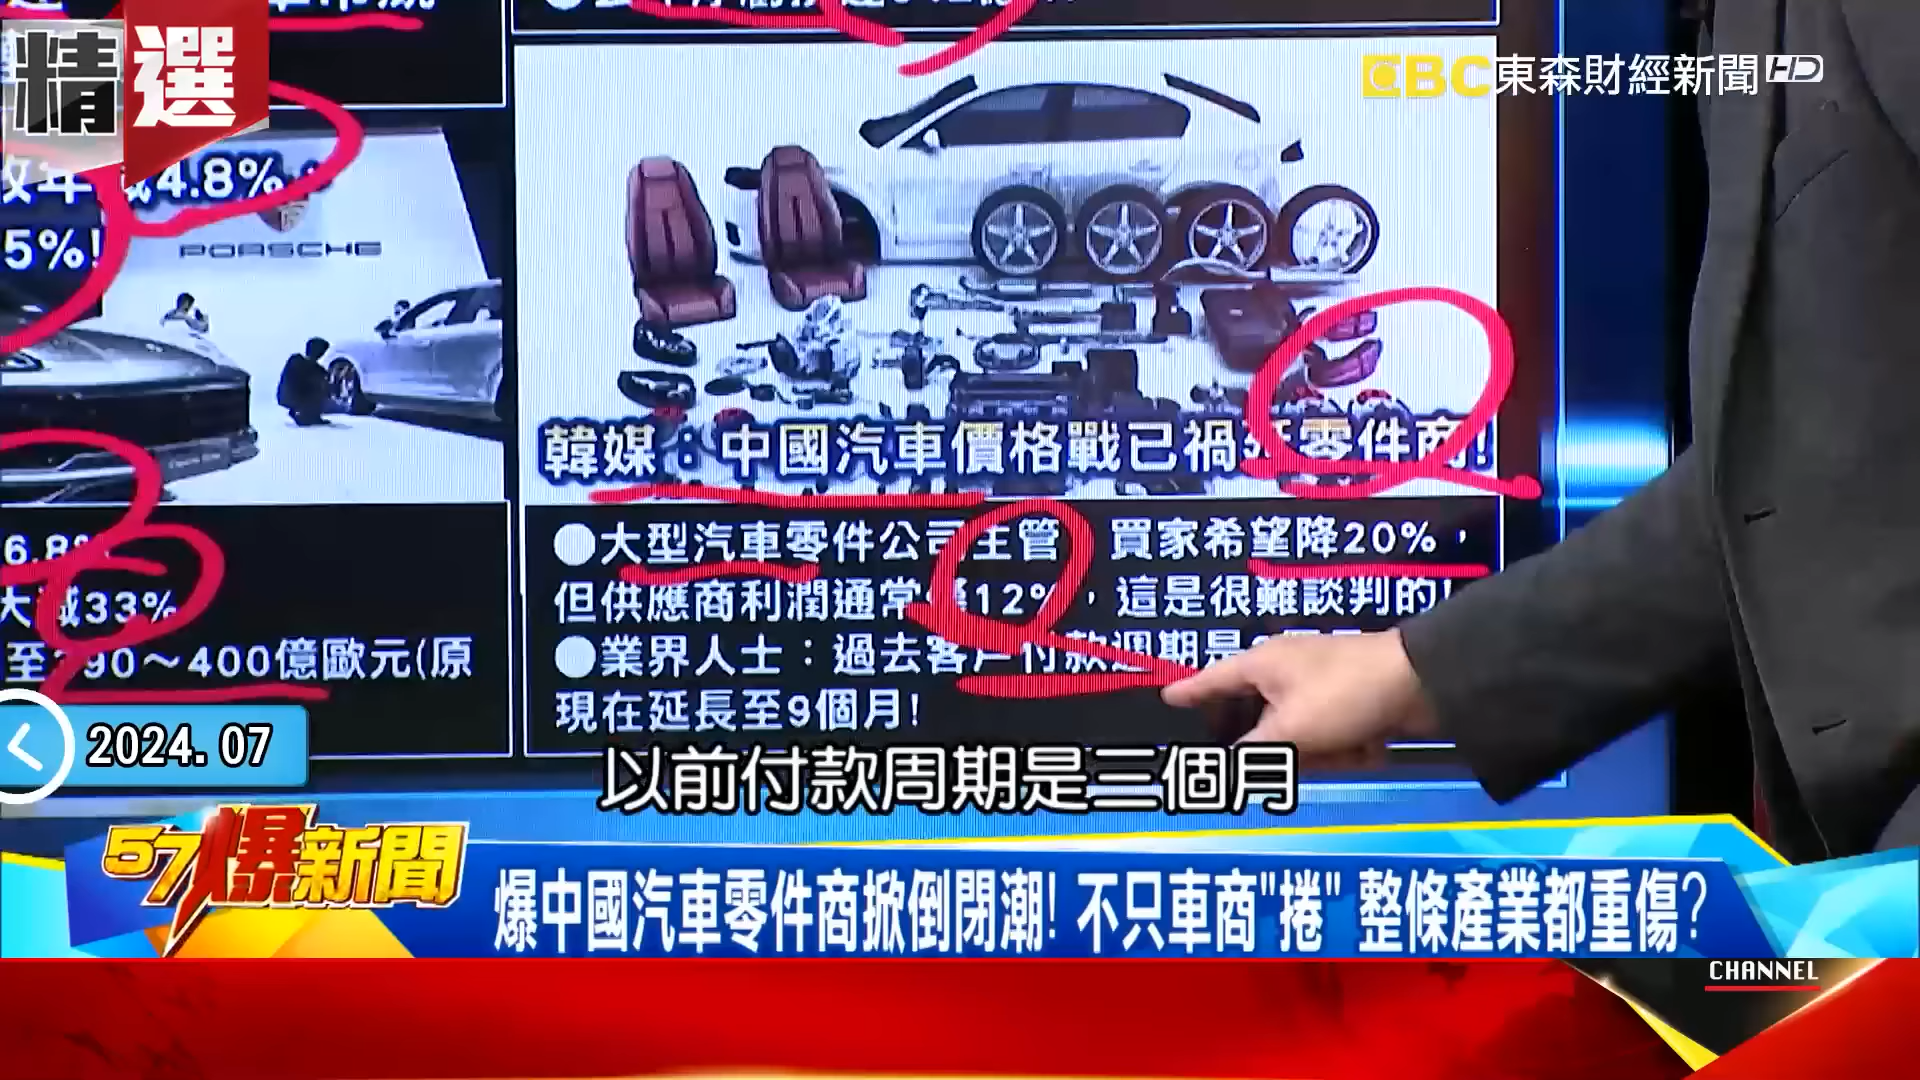 精選
EBC東森財經新聞HD
4.8%
5%!
PORSCHE
韓媒：中國汽車價格戰已禍延零件商!
●大型汽車零件公司主管 買家希望降20%，
但供應商利潤通常 12%，這是很難談判的!
●業界人士：過去客戶付款週期是
現在延長至9個月!
6.8%
大減33%
至390～400億歐元(原
2024.07
以前付款周期是三個月
57爆新聞
爆中國汽車零件商掀倒閉潮! 不只車商"捲" 整條產業都重傷?
CHANNEL